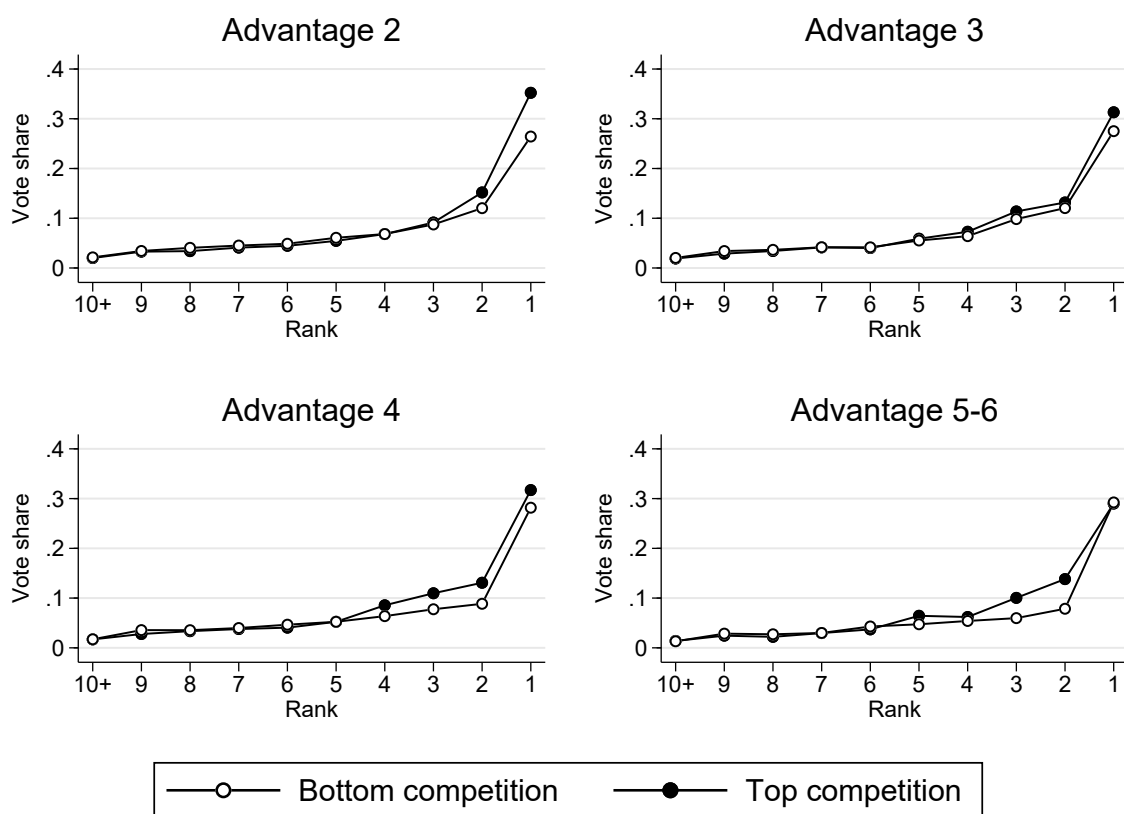 Advantage 2
.4
.3
.2
.1
0
Vote share
10+ 9 8 7 6 5 4 3 2 1
Rank
Advantage 3
.4
.3
.2
.1
0
Vote share
10+ 9 8 7 6 5 4 3 2 1
Rank
Advantage 4
.4
.3
.2
.1
0
Vote share
10+ 9 8 7 6 5 4 3 2 1
Rank
Advantage 5-6
.4
.3
.2
.1
0
Vote share
10+ 9 8 7 6 5 4 3 2 1
Rank
Bottom competition Top competition